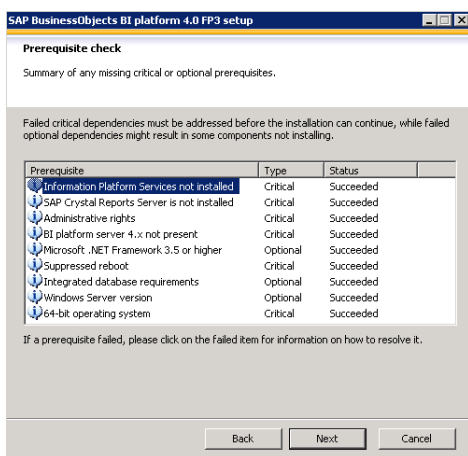 SAP BusinessObjects BI platform 4.0 FP3 setup
Prerequisite check
Summary of any missing critical or optional prerequisites.
Failed critical dependencies must be addressed before the installation can continue, while failed
optional dependencies might result in some components not installing.
Prerequisite Type Status
Information Platform Services not installed Critical Succeeded
SAP Crystal Reports Server is not installed Critical Succeeded
Administrative rights Critical Succeeded
BI platform server 4.x not present Critical Succeeded
Microsoft .NET Framework 3.5 or higher Optional Succeeded
Suppressed reboot Critical Succeeded
Integrated database requirements Optional Succeeded
Windows Server version Optional Succeeded
64-bit operating system Critical Succeeded
If a prerequisite failed, please click on the failed item for information on how to resolve it.
Back Next Cancel